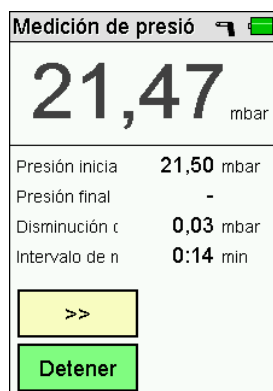 Medición de presió
21,47 mbar
Presión inicia 21,50 mbar
Presión final -
Disminución c 0,03 mbar
Intervalo de n 0:14 min
>>
Detener